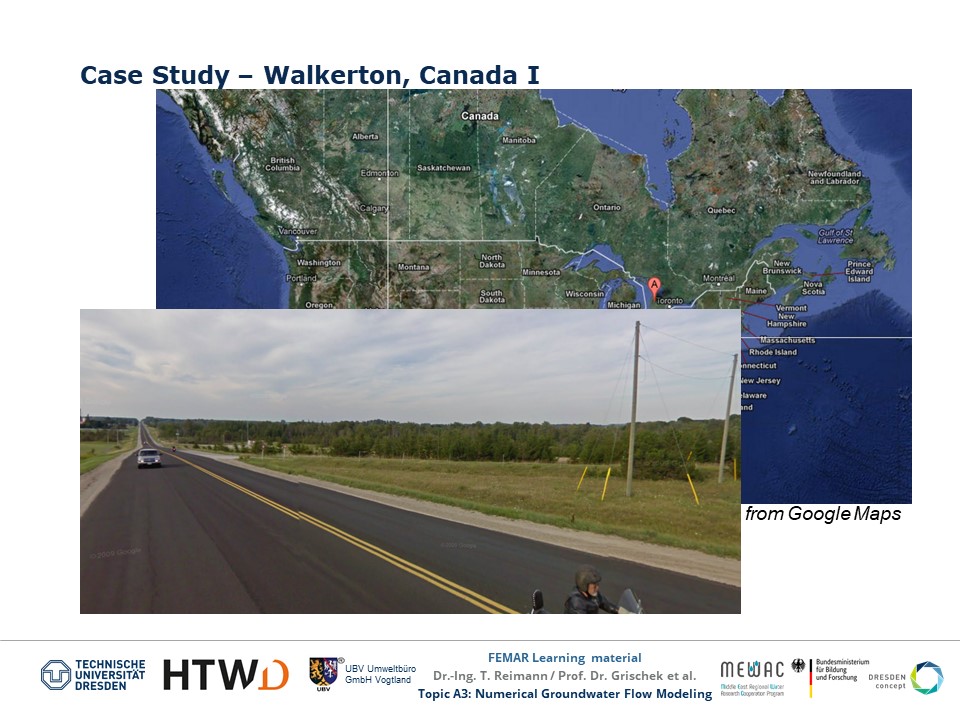 Case Study – Walkerton, Canada I
Canada
Alberta
Manitoba
British
Columbia
Edmonton
Saskatchewan
Newfoundland
and Labrador
Calgary
Ontario
Quebec
Vancouver
Gulf of St
Lawrence
Washington
Montana
North
Dakota
Minnesota
New
Brunswick
Prince
Edward
Island
Portland
Montreal
Nova
Scotia
Maine
Oregon
South
Dakota
Wisconsin
Michigan
A
Toronto
Vermont
New
Hampshire
Massachusetts
Rhode Island
onnecticut
New Jersey
elaware
nd
from Google Maps
©2009 Google
TECHNISCHE
UNIVERSITÄT
DRESDEN
HTWD
UBV
®
UBV Umweltbüro
GmbH Vogtland
FEMAR Learning material
Dr.-Ing. T. Reimann / Prof. Dr. Grischek et al.
Topic A3: Numerical Groundwater Flow Modeling
MEWAC
Middle East Regional Water
Research Cooperation Program
Bundesministerium
für Bildung
und Forschung
DRESDEN
concept